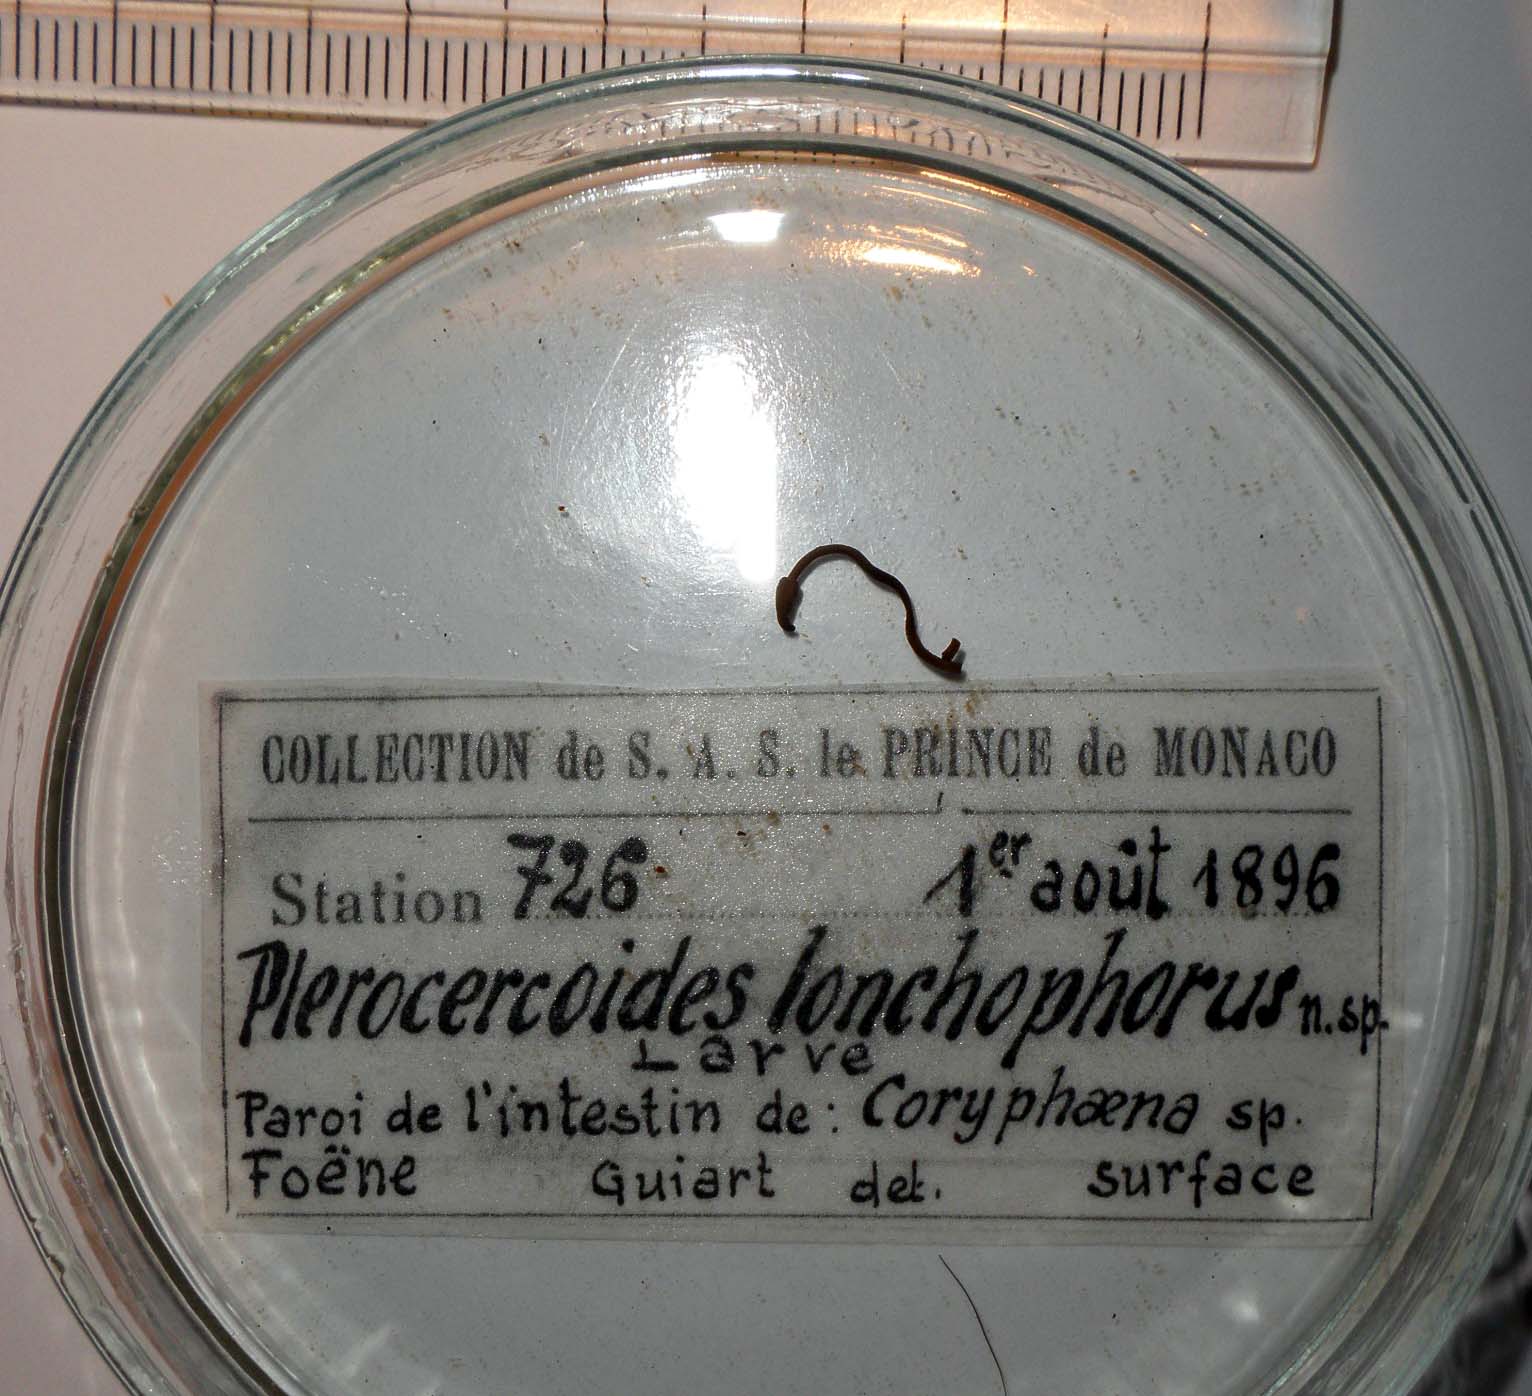 COLLECTION de S. A. S. le PRINCE de MONACO
Station 726 1er août 1896
Plerocercoides lonchophorus n.sp.
Larve
Paroi de l'intestin de: Coryphæna sp.
Foëne Guiart det. surface